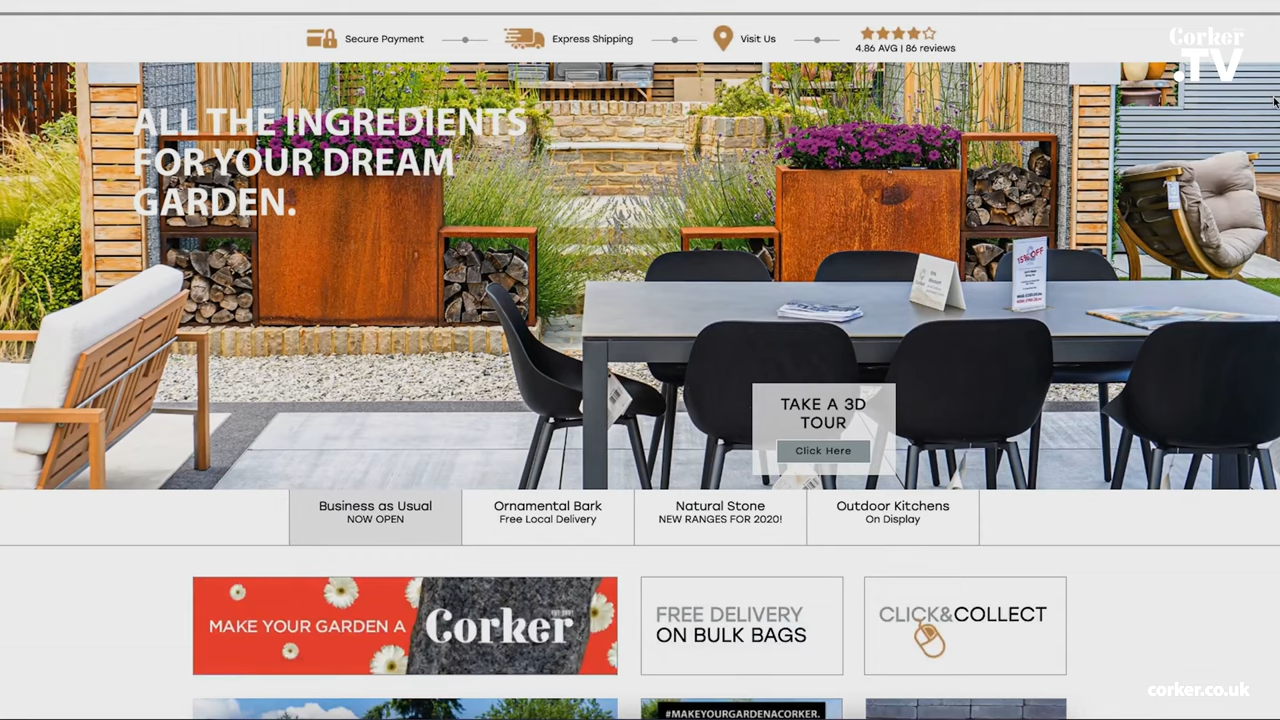 Secure Payment
Express Shipping
Visit Us
4.86 AVG | 86 reviews
Corker
.TV
ALL THE INGREDIENTS
FOR YOUR DREAM
GARDEN.
15% OFF
TAKE A 3D
TOUR
Click Here
Business as Usual
NOW OPEN
Ornamental Bark
Free Local Delivery
Natural Stone
NEW RANGES FOR 2020!
Outdoor Kitchens
On Display
MAKE YOUR GARDEN A
Corker
FREE DELIVERY
ON BULK BAGS
CLICK&COLLECT
corker.co.uk
#MAKEYOURGARDENACORKER.